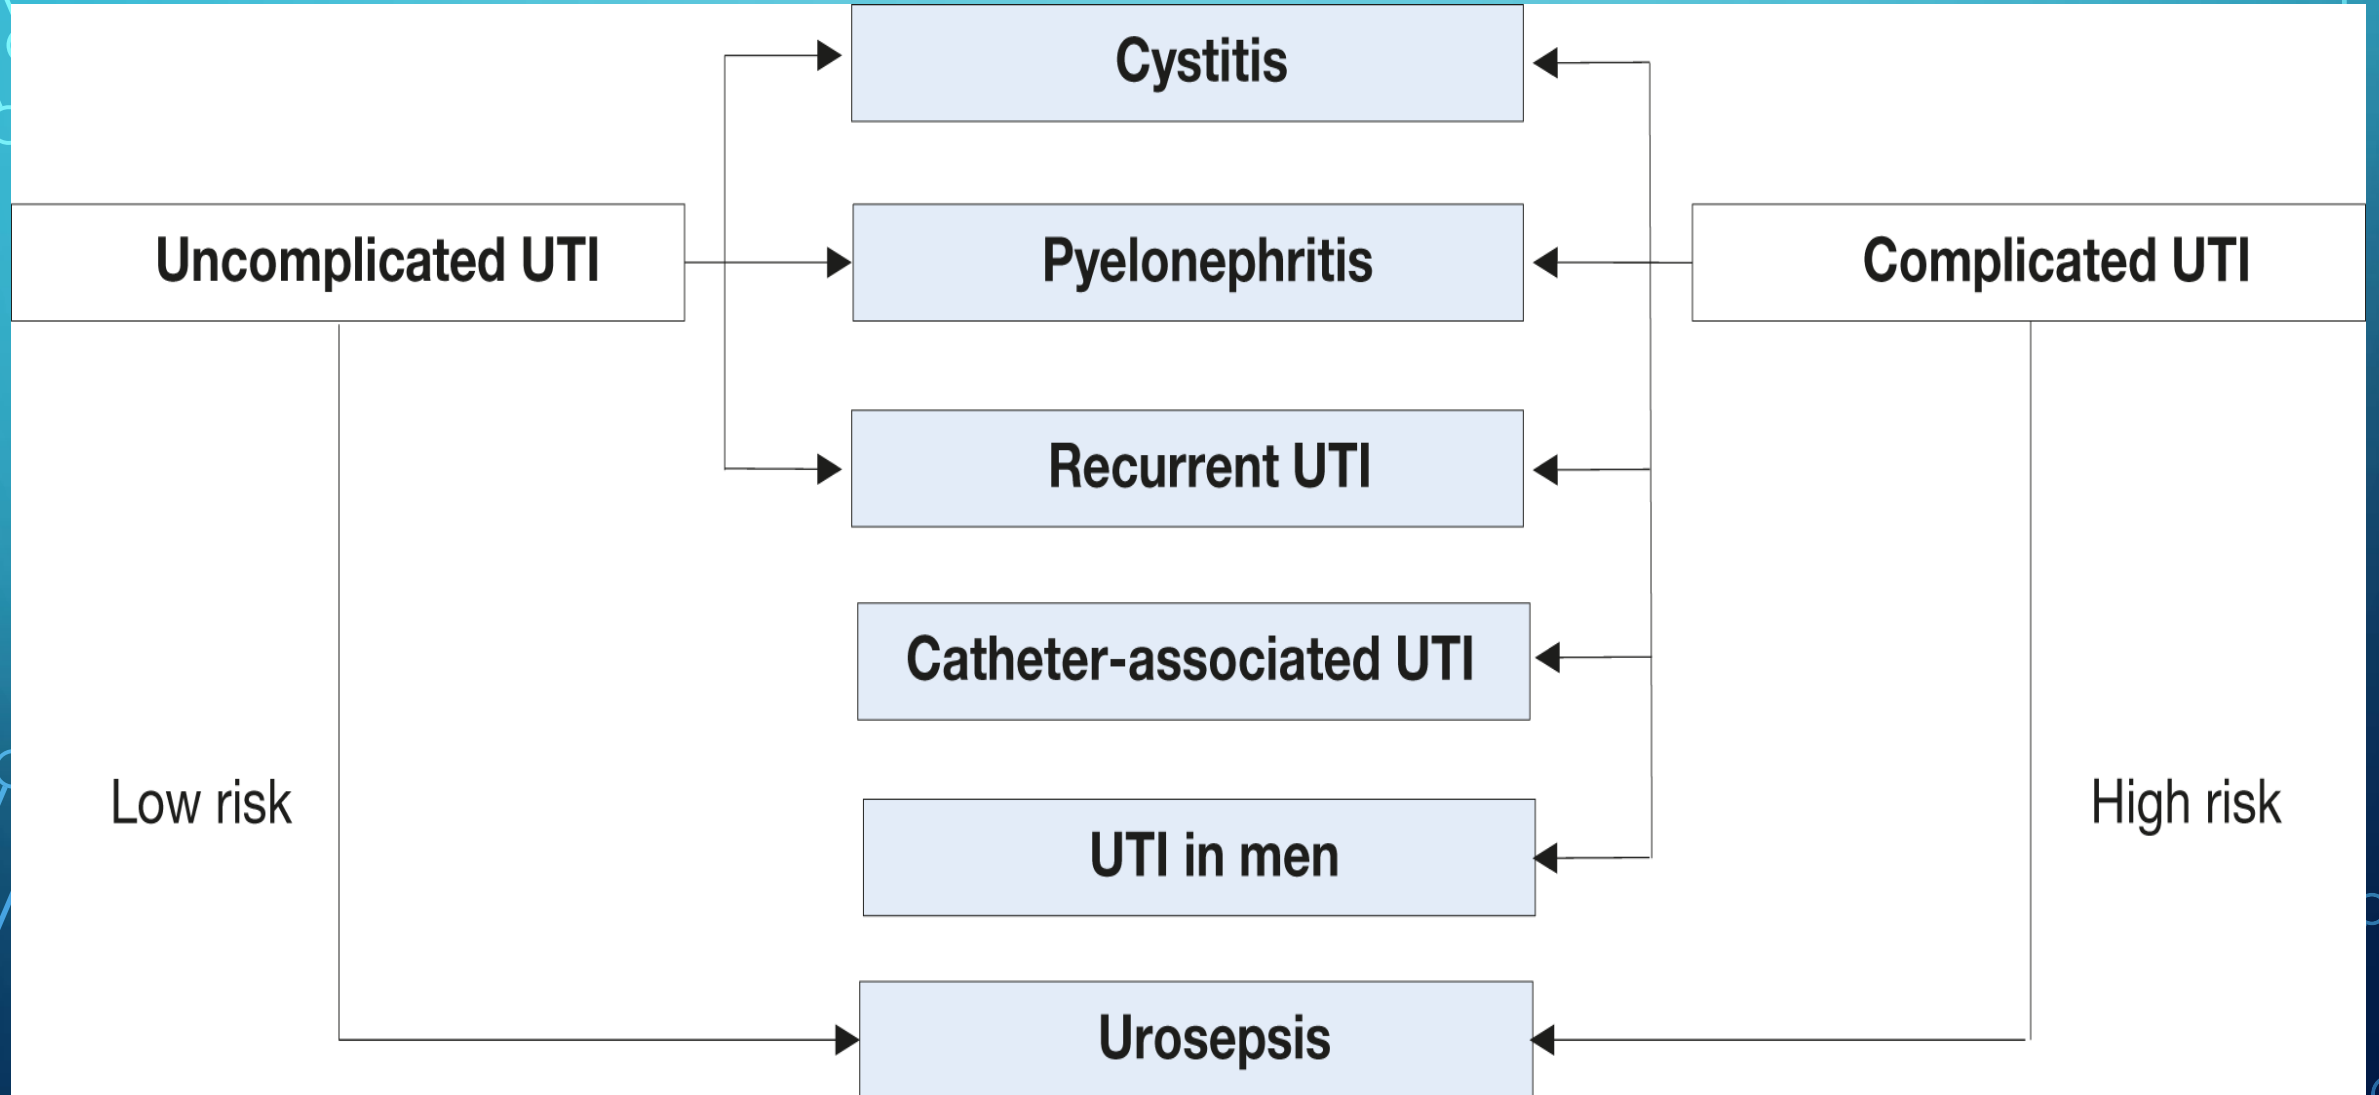 Cystitis
Uncomplicated UTI
Pyelonephritis
Complicated UTI
Recurrent UTI
Catheter-associated UTI
Low risk
High risk
UTI in men
Urosepsis